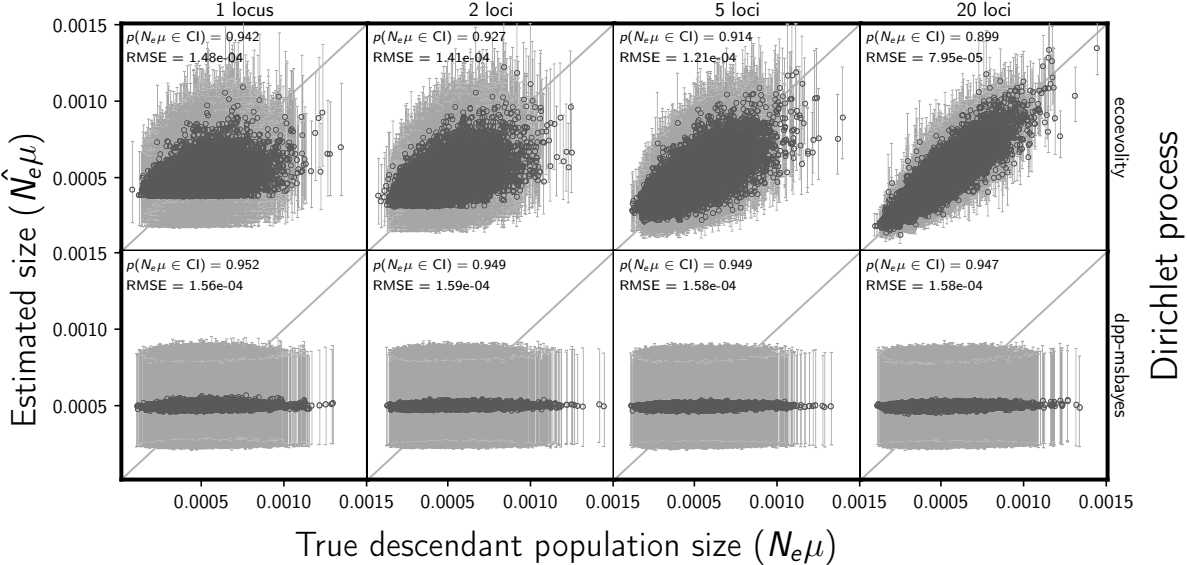 1 locus
2 loci
5 loci
20 loci
0.0015
0.0010
0.0005
p(Nₑμ ∈ CI) = 0.942
RMSE = 1.48e-04
p(Nₑμ ∈ CI) = 0.927
RMSE = 1.41e-04
p(Nₑμ ∈ CI) = 0.914
RMSE = 1.21e-04
p(Nₑμ ∈ CI) = 0.899
RMSE = 7.95e-05
ecoevolity
0.0015
0.0010
0.0005
p(Nₑμ ∈ CI) = 0.952
RMSE = 1.56e-04
p(Nₑμ ∈ CI) = 0.949
RMSE = 1.59e-04
p(Nₑμ ∈ CI) = 0.949
RMSE = 1.58e-04
p(Nₑμ ∈ CI) = 0.947
RMSE = 1.58e-04
dpp-msbayes
Estimated size (N̂ₑμ)
Dirichlet process
0.0005 0.0010 0.0015
0.0005 0.0010 0.0015
0.0005 0.0010 0.0015
0.0005 0.0010 0.0015
True descendant population size (Nₑμ)